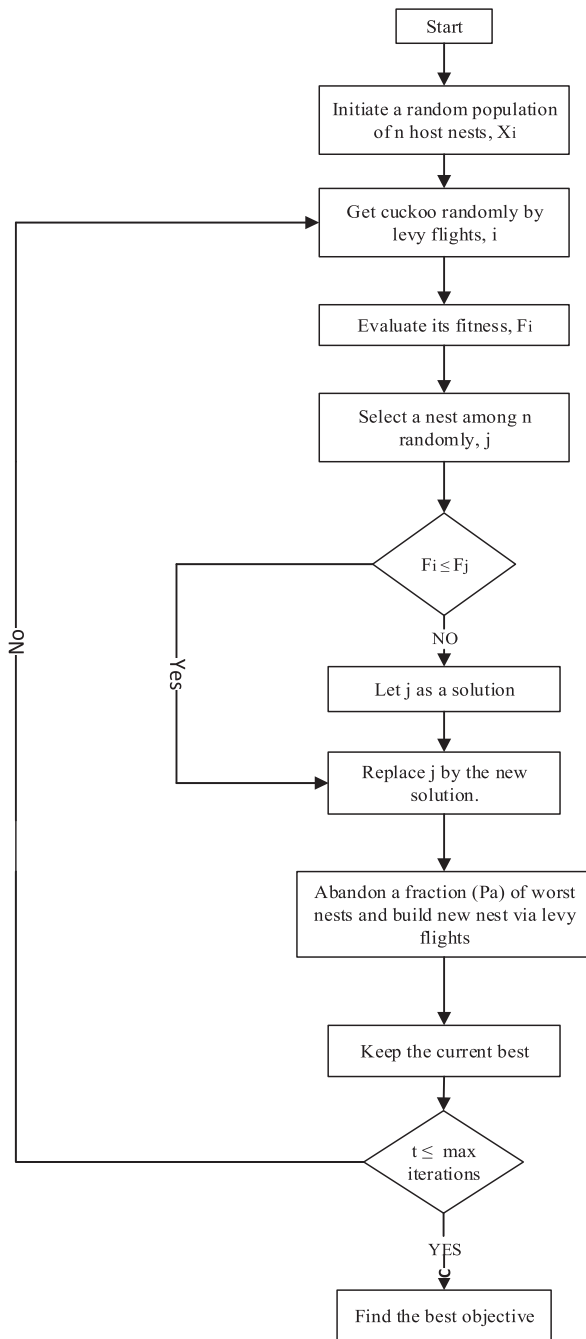 Start
Initiate a random population
of n host nests, Xi
Get cuckoo randomly by
levy flights, i
Evaluate its fitness, Fi
Select a nest among n
randomly, j
Fi ≤ Fj
No
Yes
NO
Let j as a solution
Replace j by the new
solution.
Abandon a fraction (Pa) of worst
nests and build new nest via levy
flights
Keep the current best
t ≤ max
iterations
YES
c
Find the best objective